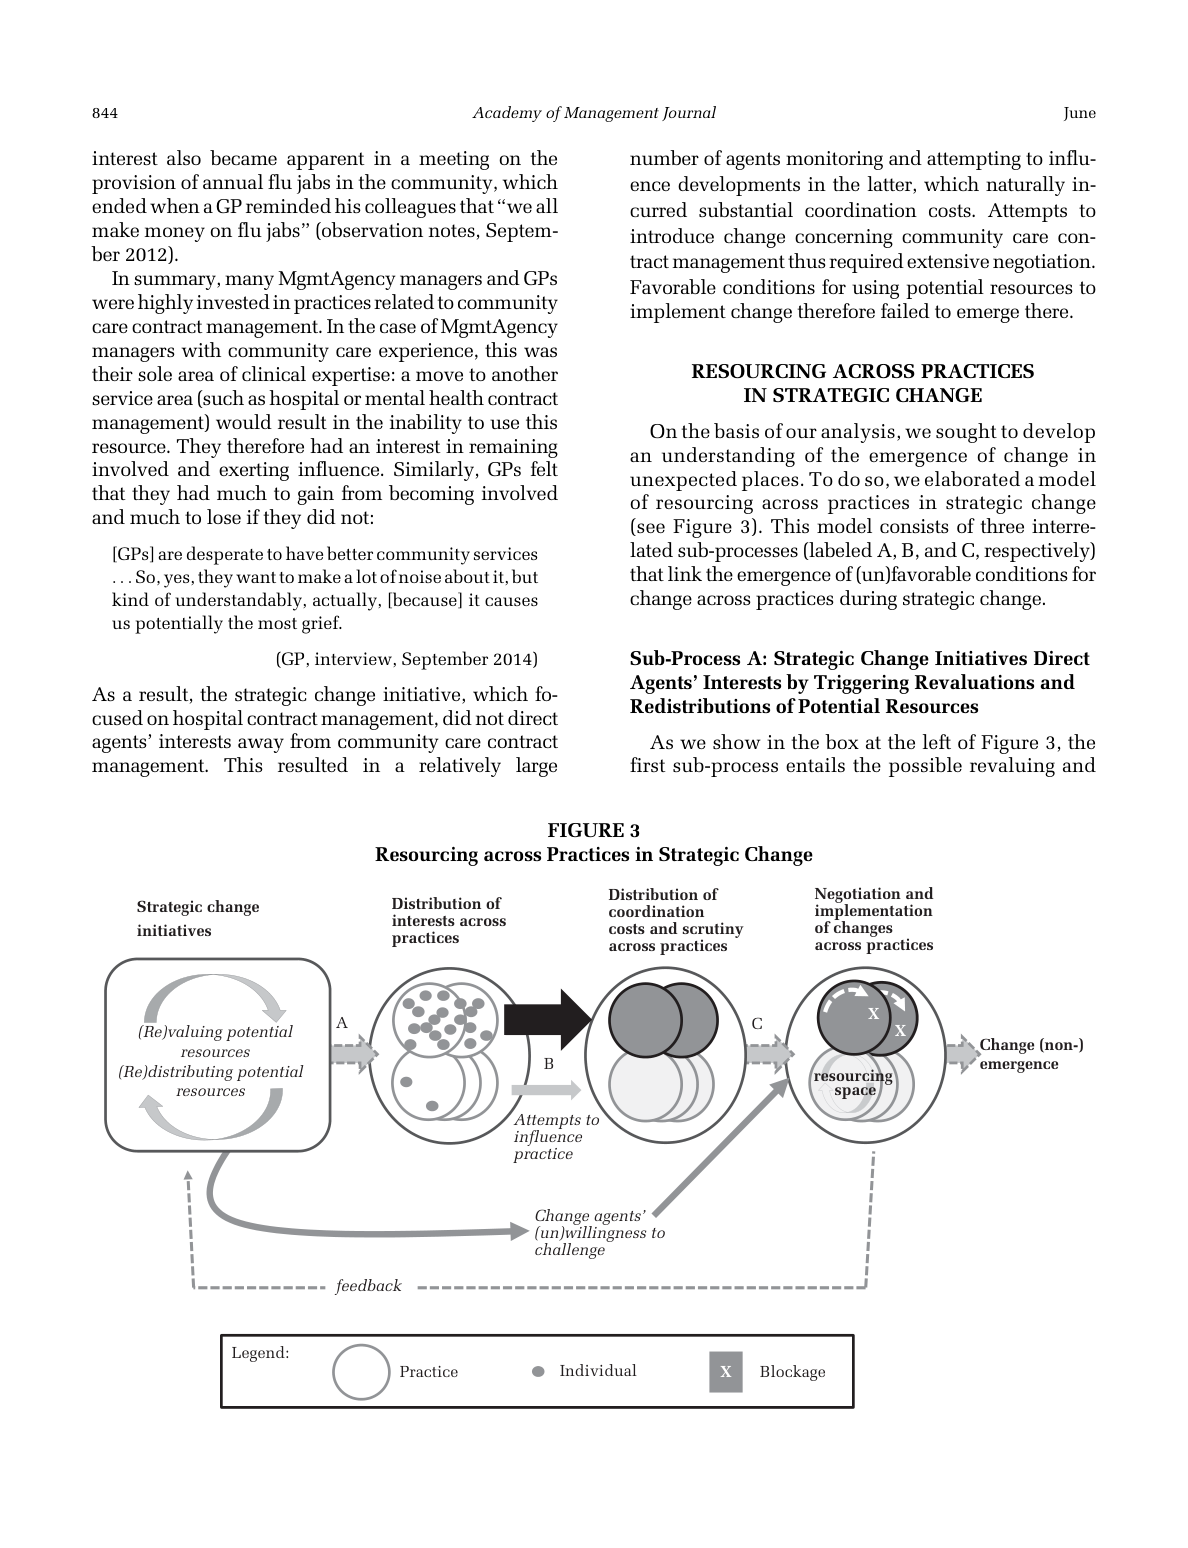 844
Academy of Management Journal
June
interest also became apparent in a meeting on the
provision of annual flu jabs in the community, which
ended when a GP reminded his colleagues that “we all
make money on flu jabs” (observation notes, Septem-
ber 2012).
In summary, many MgmtAgency managers and GPs
were highly invested in practices related to community
care contract management. In the case of MgmtAgency
managers with community care experience, this was
their sole area of clinical expertise: a move to another
service area (such as hospital or mental health contract
management) would result in the inability to use this
resource. They therefore had an interest in remaining
involved and exerting influence. Similarly, GPs felt
that they had much to gain from becoming involved
and much to lose if they did not:
[GPs] are desperate to have better community services
. . . So, yes, they want to make a lot of noise about it, but
kind of understandably, actually, [because] it causes
us potentially the most grief.
(GP, interview, September 2014)
As a result, the strategic change initiative, which fo-
cused on hospital contract management, did not direct
agents’ interests away from community care contract
management. This resulted in a relatively large
number of agents monitoring and attempting to influ-
ence developments in the latter, which naturally in-
curred substantial coordination costs. Attempts to
introduce change concerning community care con-
tract management thus required extensive negotiation.
Favorable conditions for using potential resources to
implement change therefore failed to emerge there.
RESOURCING ACROSS PRACTICES
IN STRATEGIC CHANGE
On the basis of our analysis, we sought to develop
an understanding of the emergence of change in
unexpected places. To do so, we elaborated a model
of resourcing across practices in strategic change
(see Figure 3). This model consists of three interre-
lated sub-processes (labeled A, B, and C, respectively)
that link the emergence of (un)favorable conditions for
change across practices during strategic change.
Sub-Process A: Strategic Change Initiatives Direct
Agents’ Interests by Triggering Revaluations and
Redistributions of Potential Resources
As we show in the box at the left of Figure 3, the
first sub-process entails the possible revaluing and
FIGURE 3
Resourcing across Practices in Strategic Change
Strategic change
initiatives
Distribution of
interests across
practices
Distribution of
coordination
costs and scrutiny
across practices
Negotiation and
implementation
of changes
across practices
(Re)valuing potential
resources
(Re)distributing potential
resources
A
B
Attempts to
influence
practice
C
X
X
resourcing
space
Change (non-)
emergence
Change agents’
(un)willingness to
challenge
feedback
Legend:
Practice
Individual
X
Blockage